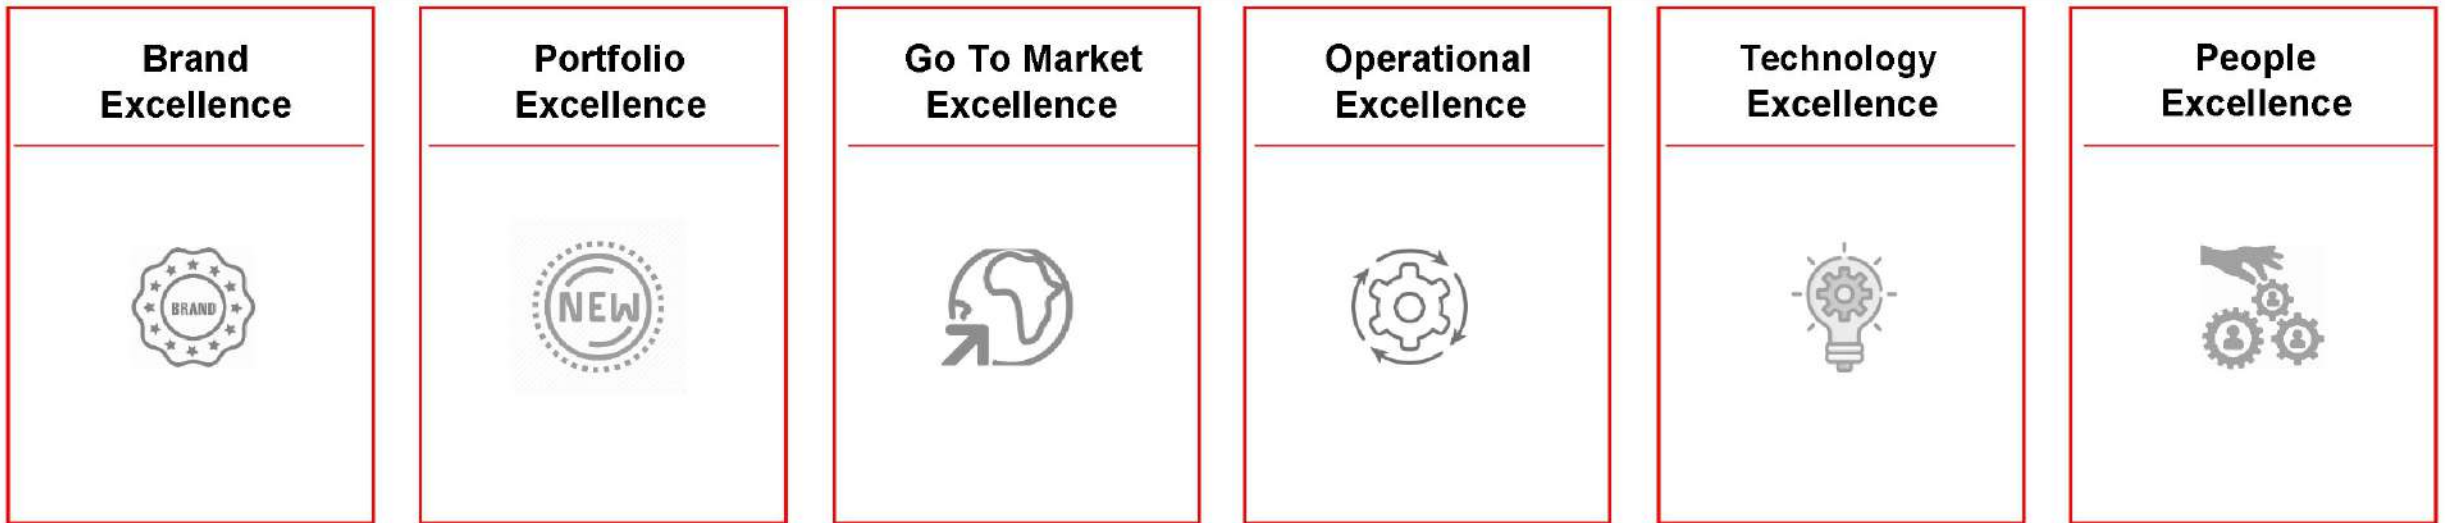 Brand
Excellence
Portfolio
Excellence
Go To Market
Excellence
Operational
Excellence
Technology
Excellence
People
Excellence
BRAND
NEW